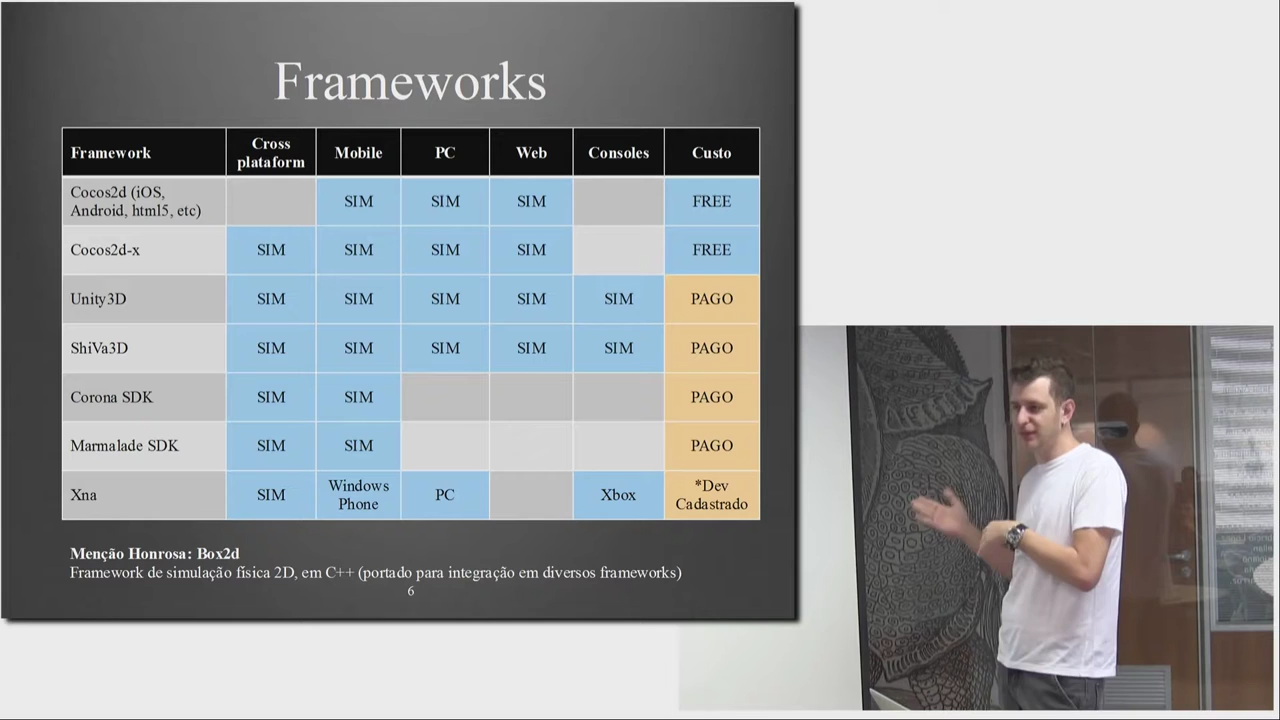 Frameworks
Framework Cross plataform Mobile PC Web Consoles Custo
Cocos2d (iOS, Android, html5, etc) SIM SIM SIM FREE
Cocos2d-x SIM SIM SIM SIM FREE
Unity3D SIM SIM SIM SIM SIM PAGO
ShiVa3D SIM SIM SIM SIM SIM PAGO
Corona SDK SIM SIM PAGO
Marmalade SDK SIM SIM PAGO
Xna SIM Windows Phone PC Xbox *Dev Cadastrado
Menção Honrosa: Box2d
Framework de simulação física 2D, em C++ (portado para integração em diversos frameworks)
6